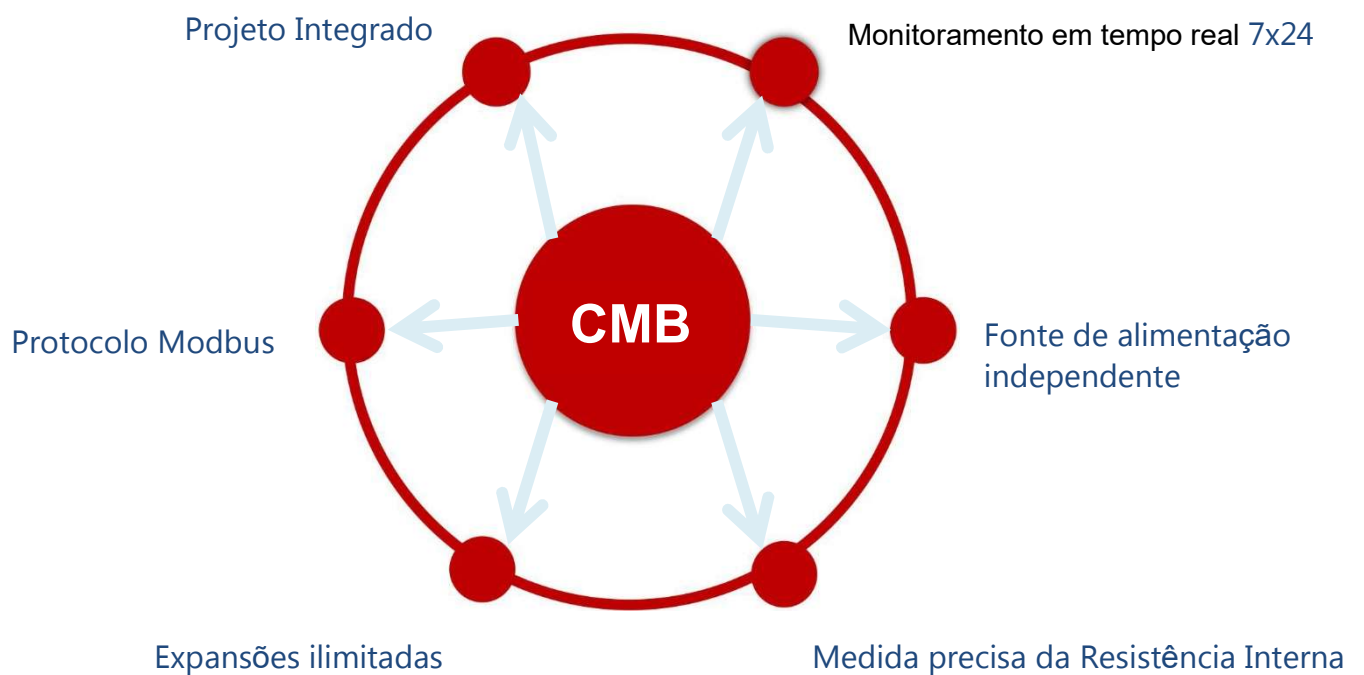 Projeto Integrado
Monitoramento em tempo real 7x24
CMB
Protocolo Modbus
Fonte de alimentação
independente
Expansões ilimitadas
Medida precisa da Resistência Interna